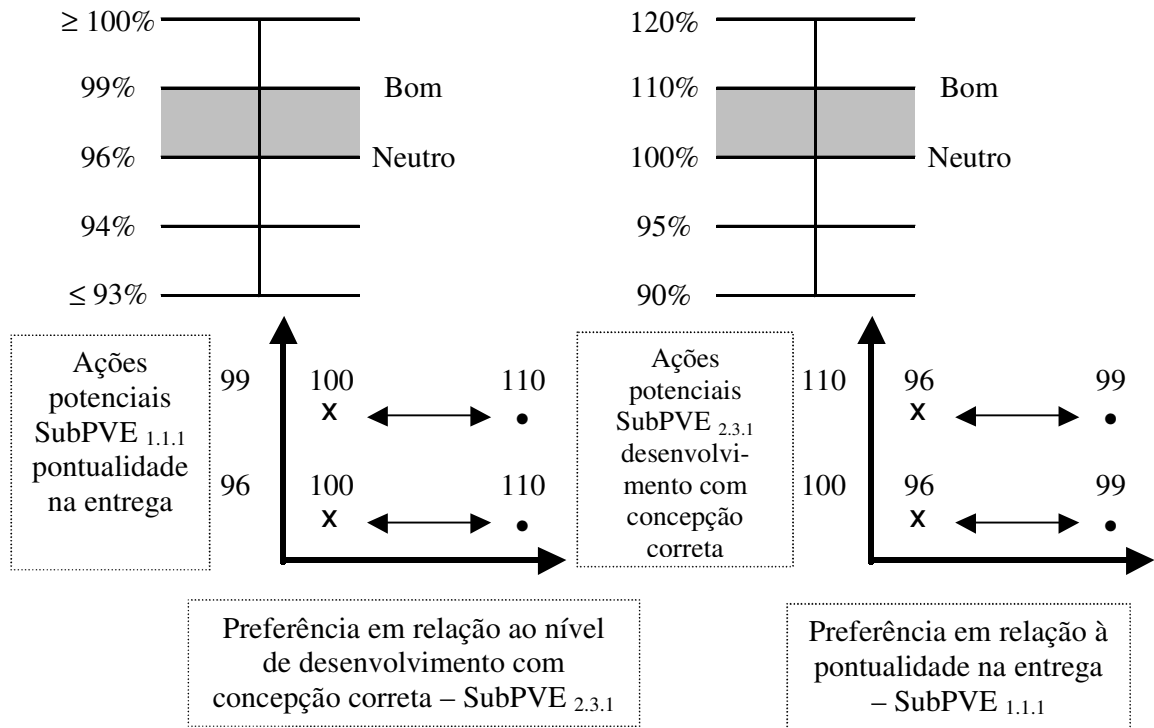 ≥ 100%
99%
Bom
96%
Neutro
94%
≤ 93%
120%
110%
Bom
100%
Neutro
95%
90%
Ações
potenciais
SubPVE 1.1.1
pontualidade
na entrega
99
100
x
110
96
100
x
110
Preferência em relação ao nível
de desenvolvimento com
concepção correta – SubPVE 2.3.1
Ações
potenciais
SubPVE 2.3.1
desenvolvi-
mento com
concepção
correta
110
96
x
99
100
96
x
99
Preferência em relação à
pontualidade na entrega
– SubPVE 1.1.1